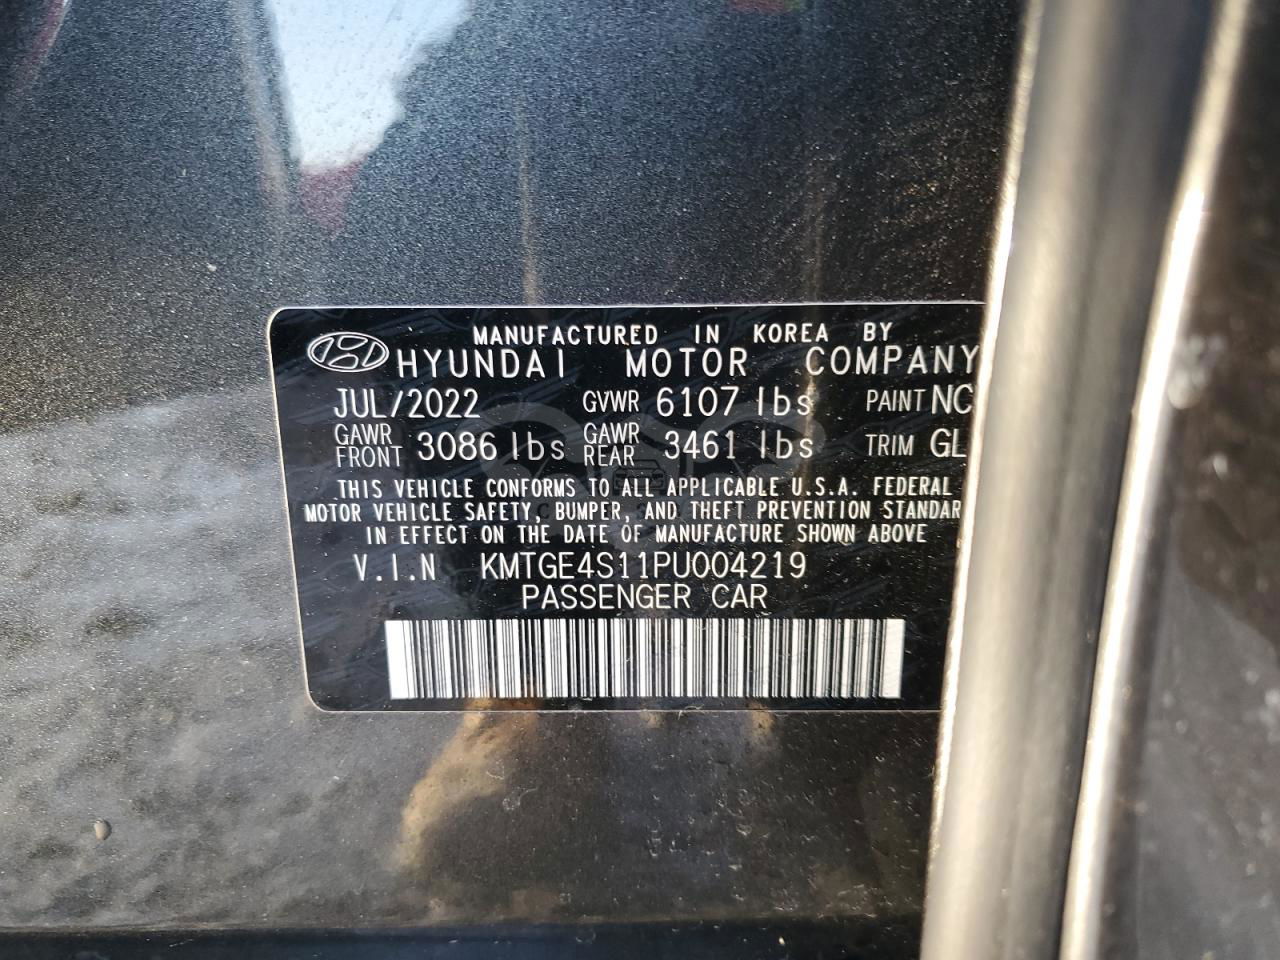 MANUFACTURED IN KOREA BY
HYUNDAI MOTOR COMPANY
JUL/2022 GVWR 6107 lbs PAINT NC
GAWR FRONT 3086 lbs GAWR REAR 3461 lbs TRIM GL
THIS VEHICLE CONFORMS TO ALL APPLICABLE U.S.A. FEDERAL
MOTOR VEHICLE SAFETY, BUMPER, AND THEFT PREVENTION STANDAR
IN EFFECT ON THE DATE OF MANUFACTURE SHOWN ABOVE
V.I.N KMTGE4S11PU004219
PASSENGER CAR